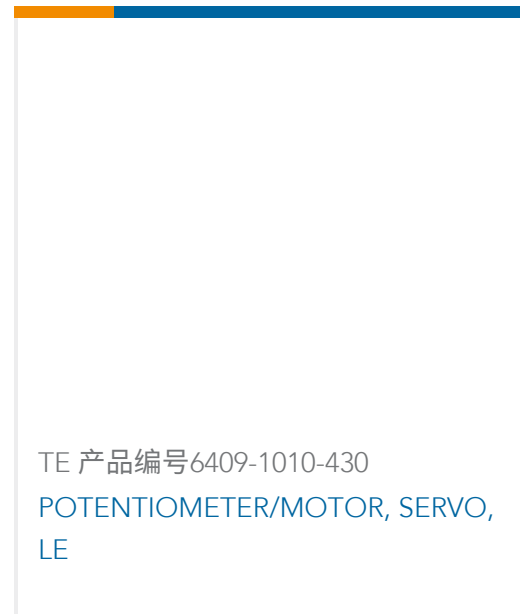 TE 产品编号6409-1010-430
POTENTIOMETER/MOTOR, SERVO,
LE